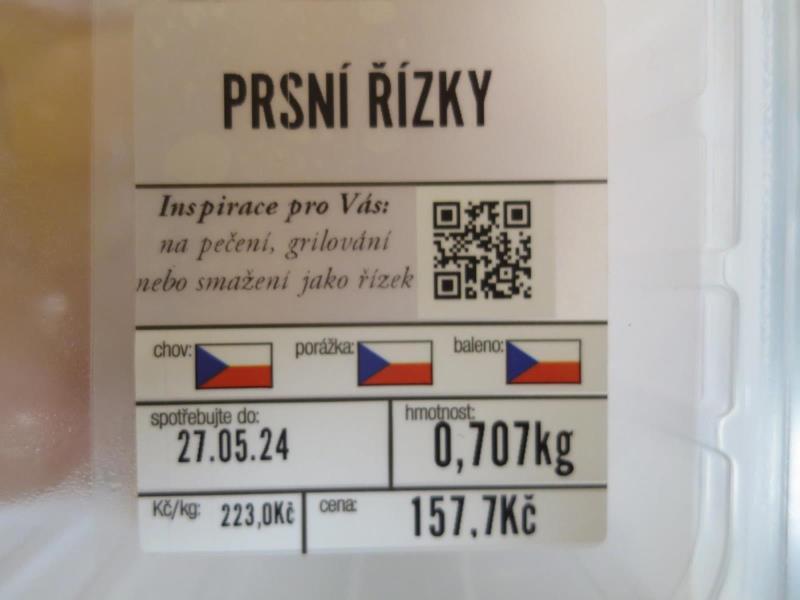 PRSNÍ ŘÍZKY
Inspirace pro Vás:
na pečení, grilování
nebo smažení jako řízek
chov: porážka: baleno:
spotřebujte do: hmotnost:
27.05.24 0,707kg
Kč/kg: 223,0Kč cena: 157,7Kč